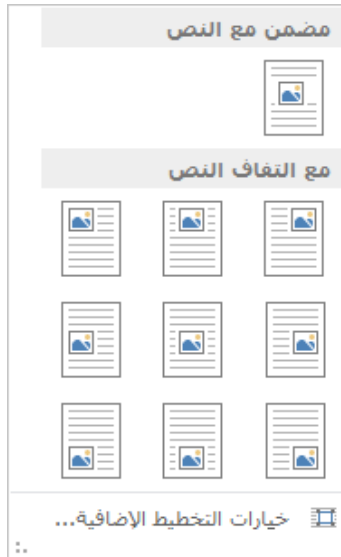 مضمن مع النص
مع التفاف النص
خيارات التخطيط الإضافية...